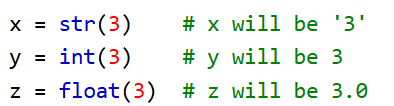 x = str(3)    # x will be '3'
y = int(3)    # y will be 3
z = float(3)  # z will be 3.0